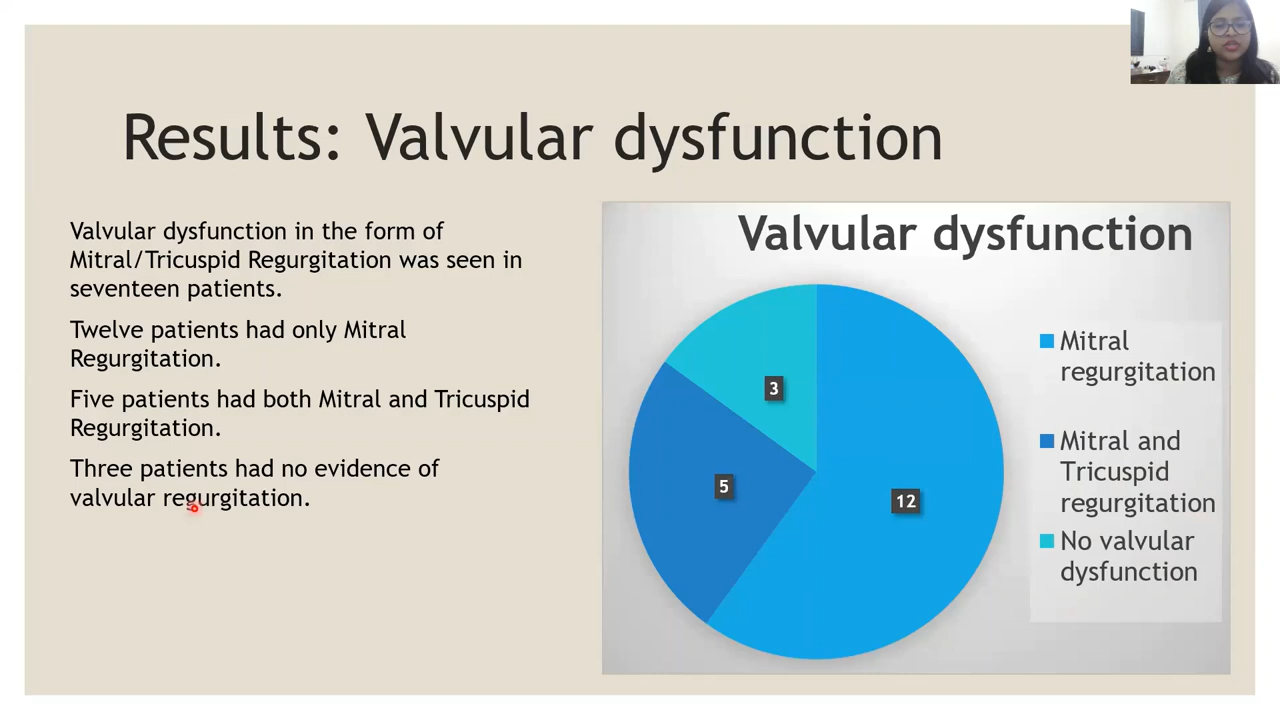 Results: Valvular dysfunction
Valvular dysfunction in the form of
Mitral/Tricuspid Regurgitation was seen in
seventeen patients.
Twelve patients had only Mitral
Regurgitation.
Five patients had both Mitral and Tricuspid
Regurgitation.
Three patients had no evidence of
valvular regurgitation.
Valvular dysfunction
3
5
12
Mitral
regurgitation
Mitral and
Tricuspid
regurgitation
No valvular
dysfunction